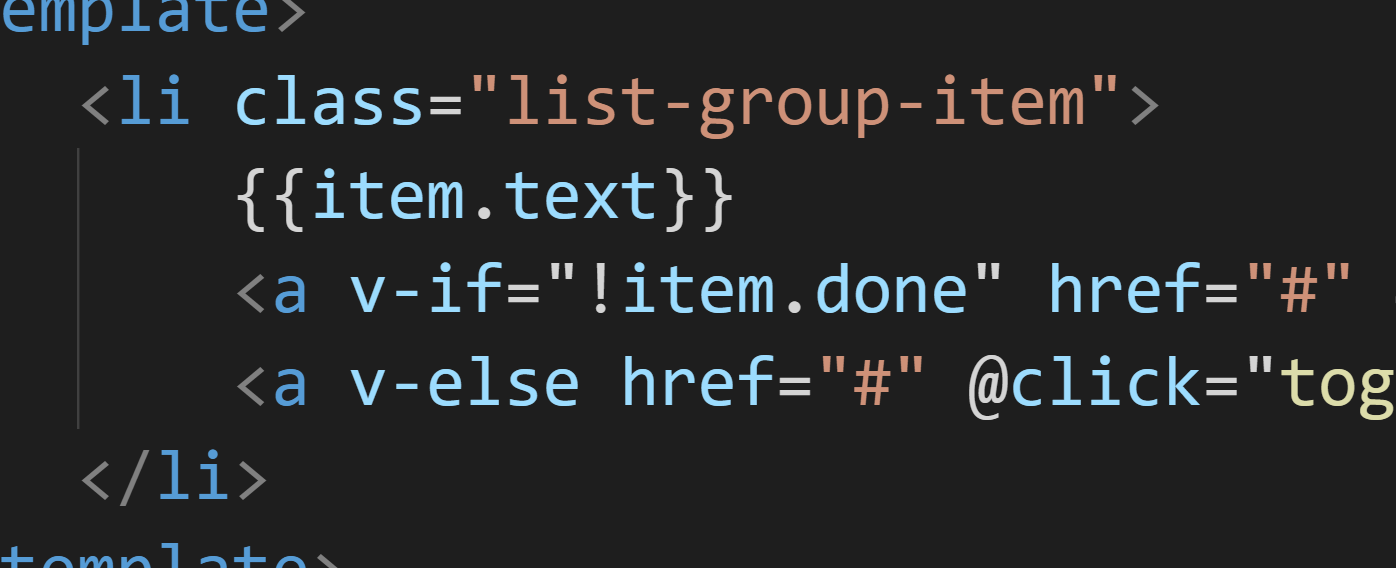 emplate>
<li class="list-group-item">
{{item.text}}
<a v-if="!item.done" href="#"
<a v-else href="#" @click="tog
</li>
template>